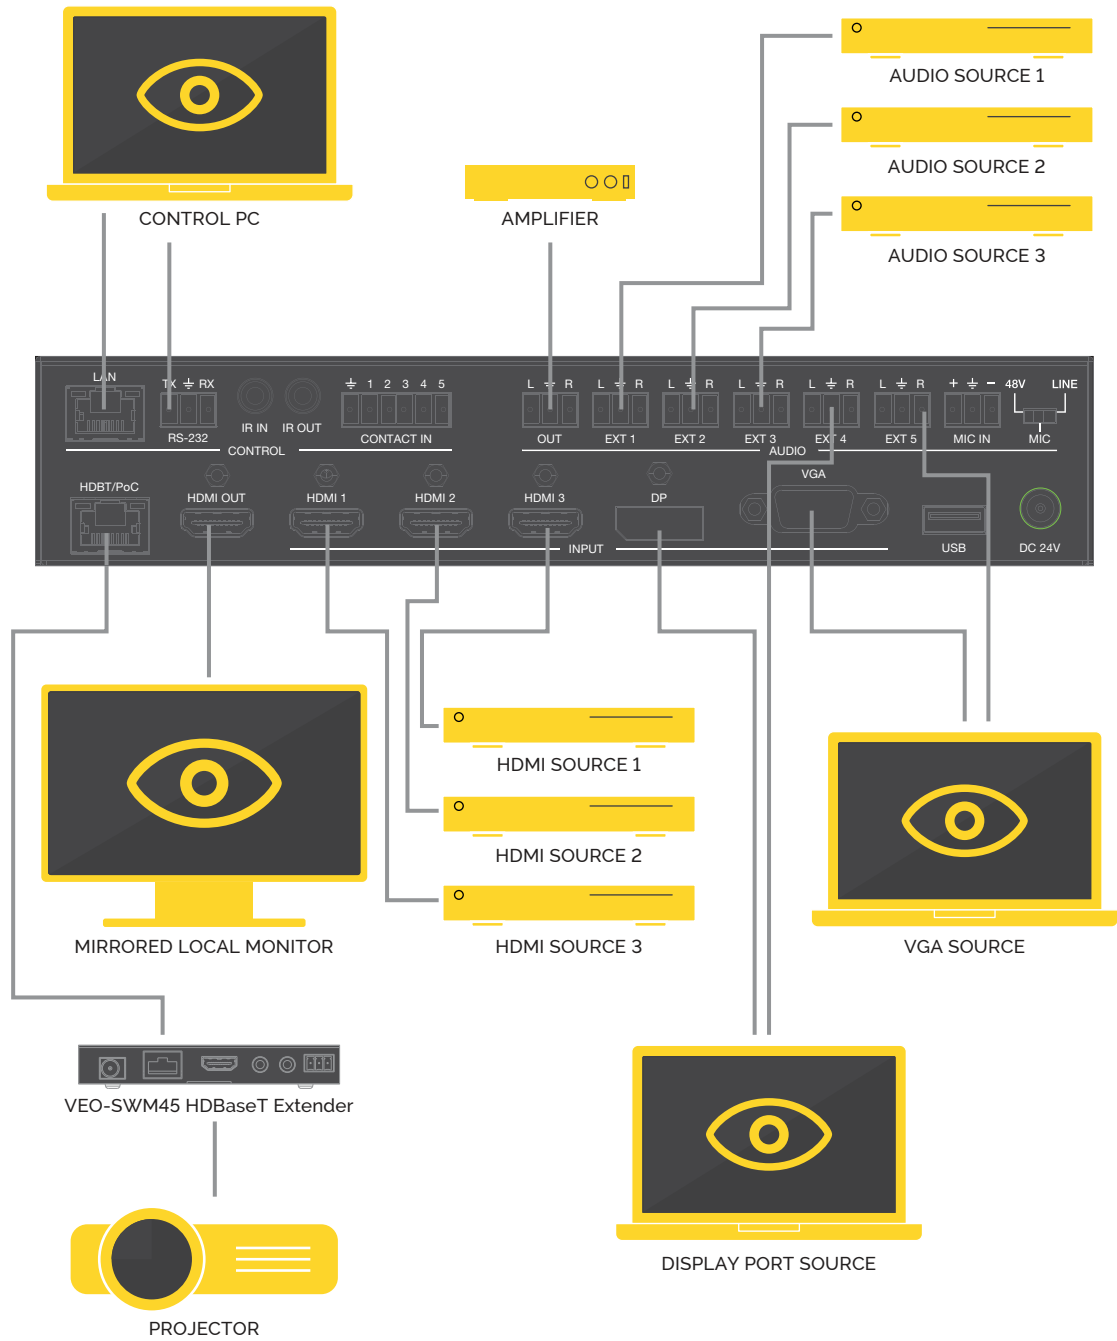 AUDIO SOURCE 1
AUDIO SOURCE 2
CONTROL PC
AMPLIFIER
AUDIO SOURCE 3
LAN
TX RX
1 2 3 4 5
L R L R L R L R L R L R + − 48V LINE
IR IN IR OUT
RS-232 CONTACT IN OUT EXT 1 EXT 2 EXT 3 EXT 4 EXT 5 MIC IN MIC
CONTROL AUDIO
HDBT/PoC HDMI OUT HDMI 1 HDMI 2 HDMI 3 DP VGA
INPUT USB DC 24V
HDMI SOURCE 1
HDMI SOURCE 2
MIRRORED LOCAL MONITOR HDMI SOURCE 3 VGA SOURCE
VEO-SWM45 HDBaseT Extender
DISPLAY PORT SOURCE
PROJECTOR